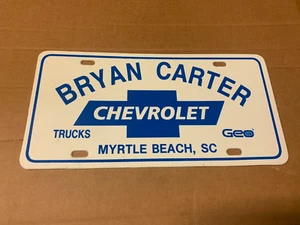 BRYAN CARTER
CHEVROLET
TRUCKS Geo
MYRTLE BEACH, SC